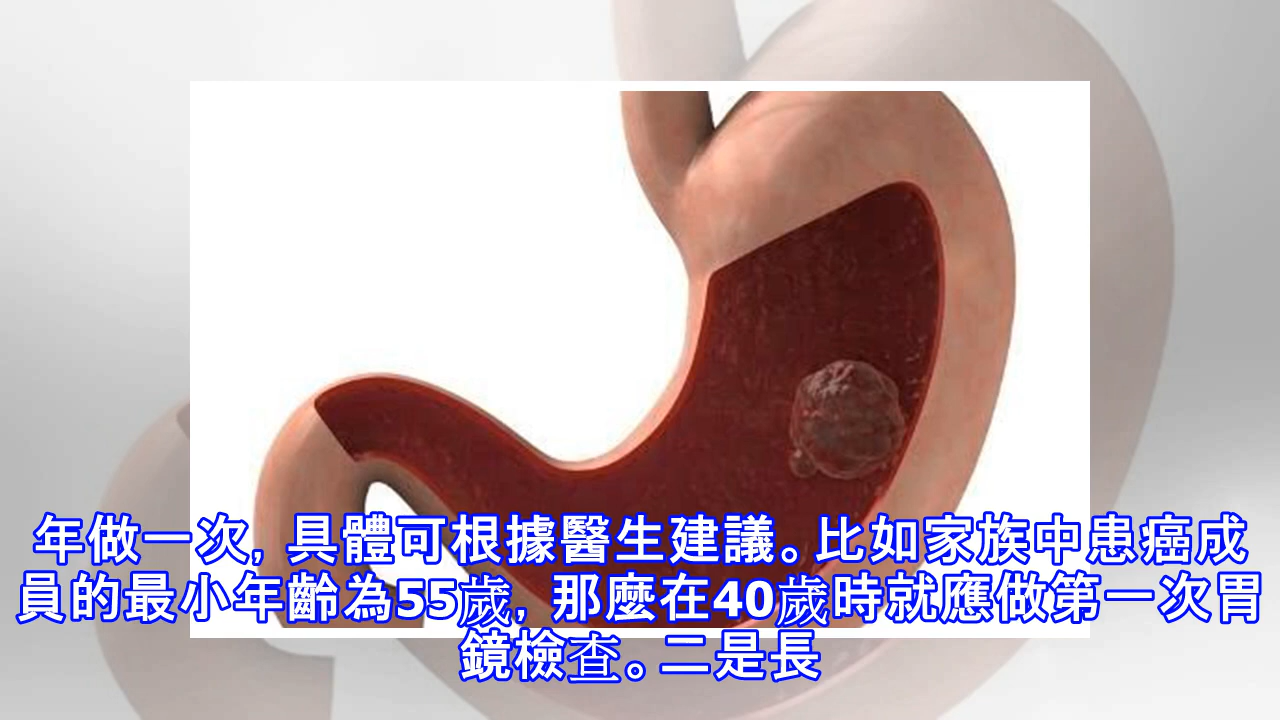 年做一次,具體可根據醫生建議。比如家族中患癌成
員的最小年齡為55歲,那麼在40歲時就應做第一次胃
鏡檢查。二是長